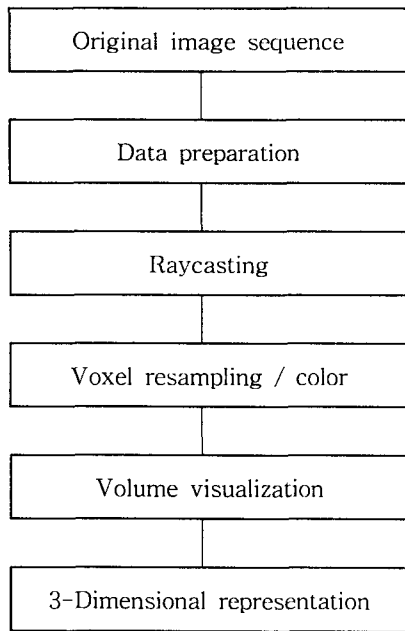 Original image sequence
Data preparation
Raycasting
Voxel resampling / color
Volume visualization
3-Dimensional representation